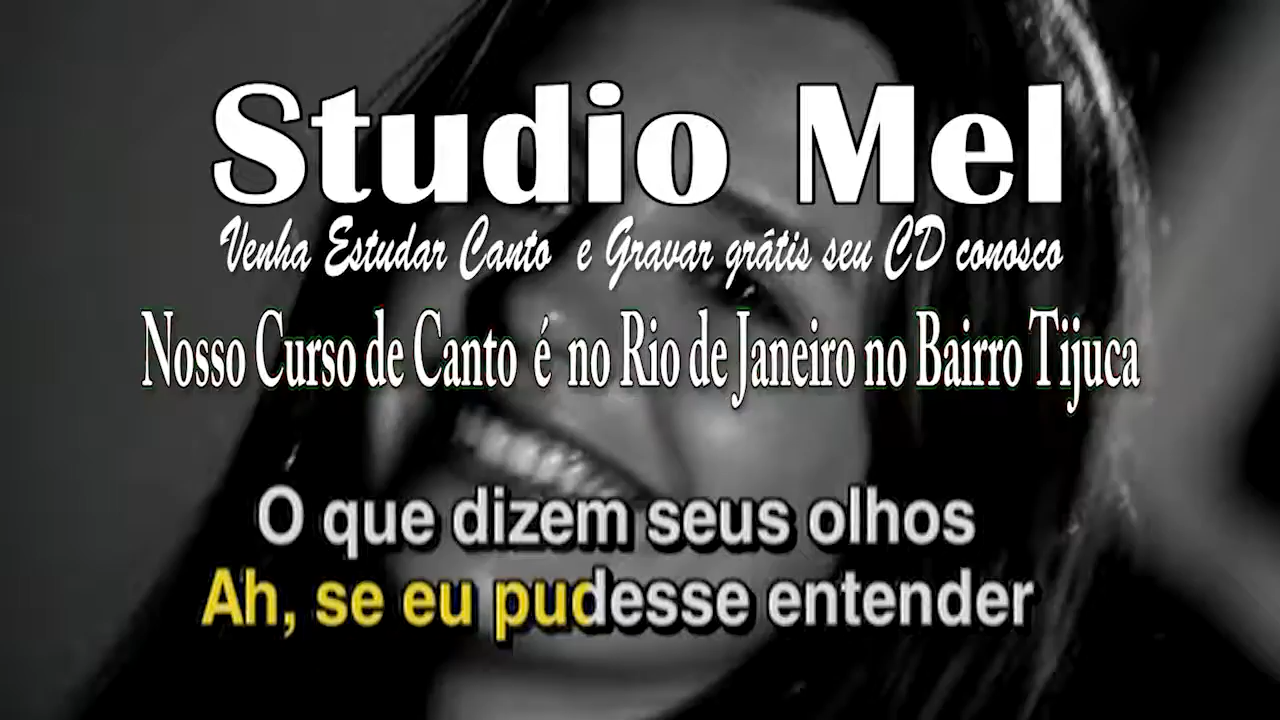 Studio Mel
Venha Estudar Canto e Gravar grátis seu CD conosco
Nosso Curso de Canto é no Rio de Janeiro no Bairro Tijuca
O que dizem seus olhos
Ah, se eu pudesse entender